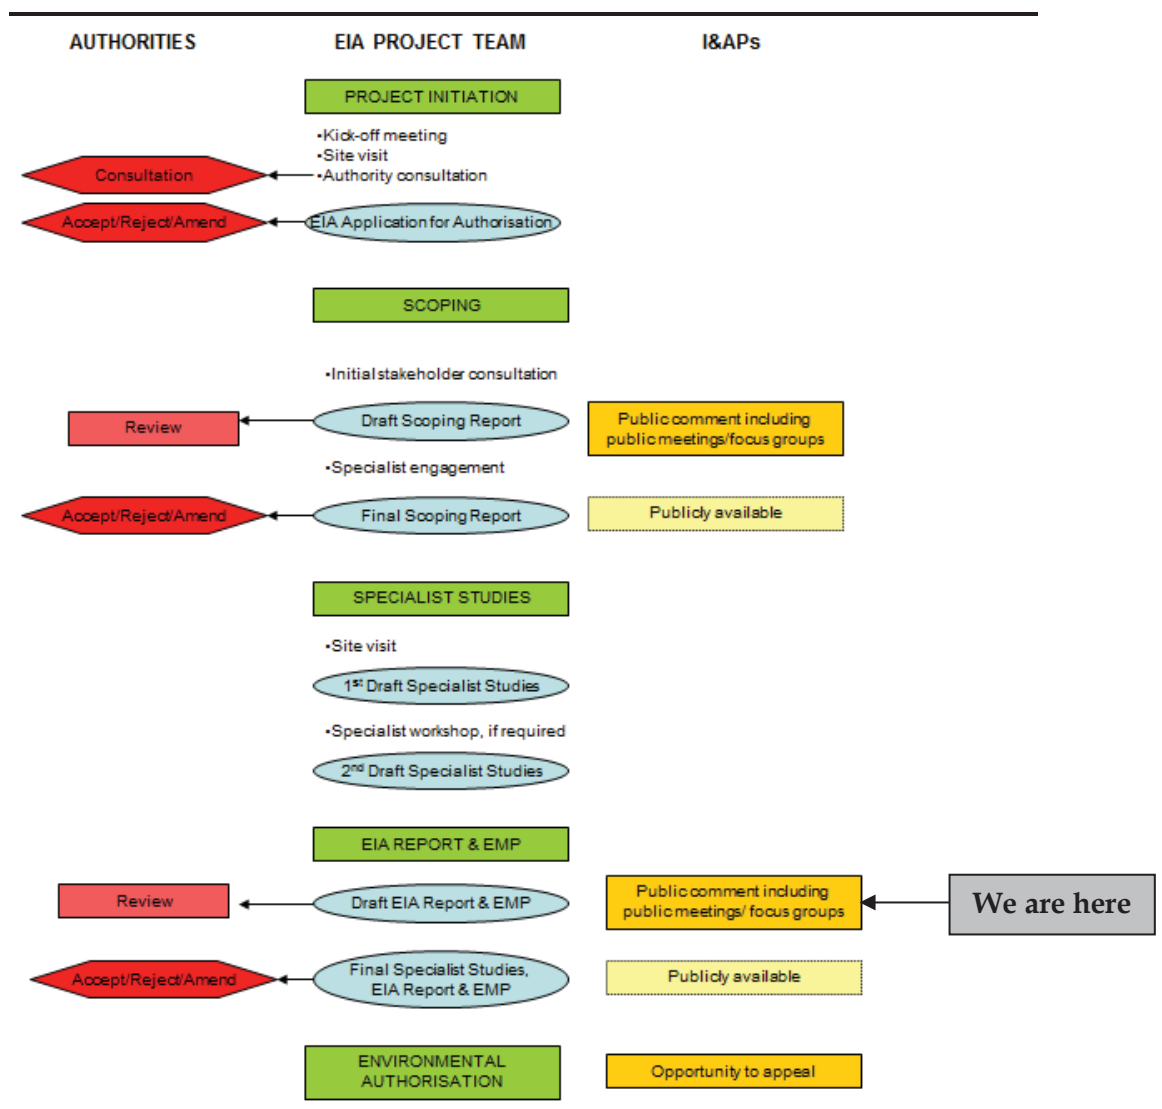 AUTHORITIES
EIA PROJECT TEAM
I&APs
PROJECT INITIATION
•Kick-off meeting
•Site visit
•Authority consultation
Consultation
Accept/Reject/Amend
EIA Application for Authorisation
SCOPING
•Initial stakeholder consultation
Review
Draft Scoping Report
Public comment including
public meetings/focus groups
•Specialist engagement
Accept/Reject/Amend
Final Scoping Report
Publicly available
SPECIALIST STUDIES
•Site visit
1st Draft Specialist Studies
•Specialist workshop, if required
2nd Draft Specialist Studies
EIA REPORT & EMP
Review
Draft EIA Report & EMP
Public comment including
public meetings/ focus groups
We are here
Accept/Reject/Amend
Final Specialist Studies,
EIA Report & EMP
Publicly available
ENVIRONMENTAL
AUTHORISATION
Opportunity to appeal